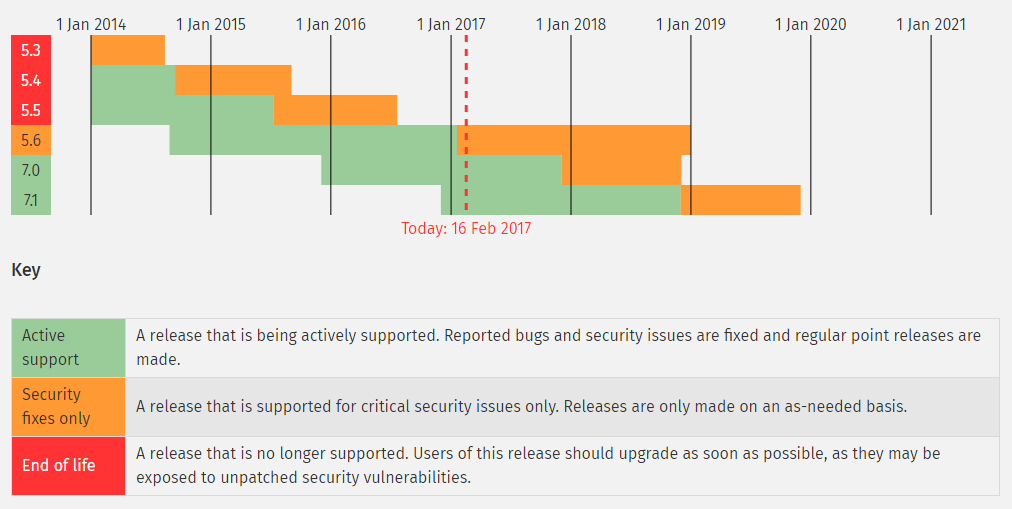 1 Jan 2014 1 Jan 2015 1 Jan 2016 1 Jan 2017 1 Jan 2018 1 Jan 2019 1 Jan 2020 1 Jan 2021
5.3
5.4
5.5
5.6
7.0
7.1
Today: 16 Feb 2017
Key
Active
support
A release that is being actively supported. Reported bugs and security issues are fixed and regular point releases are
made.
Security
fixes only
A release that is supported for critical security issues only. Releases are only made on an as-needed basis.
End of life
A release that is no longer supported. Users of this release should upgrade as soon as possible, as they may be
exposed to unpatched security vulnerabilities.